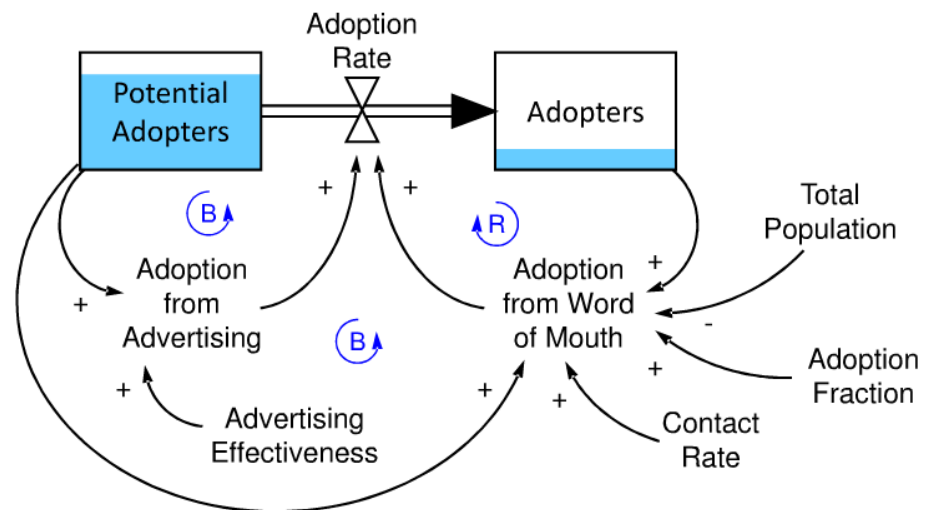 Adoption
Rate
Potential
Adopters
Adopters
+
+
B
R
Total
Population
+
Adoption
from
Advertising
+
Adoption
from Word
of Mouth
-
B
+
Adoption
Fraction
+
+
+
Advertising
Effectiveness
Contact
Rate